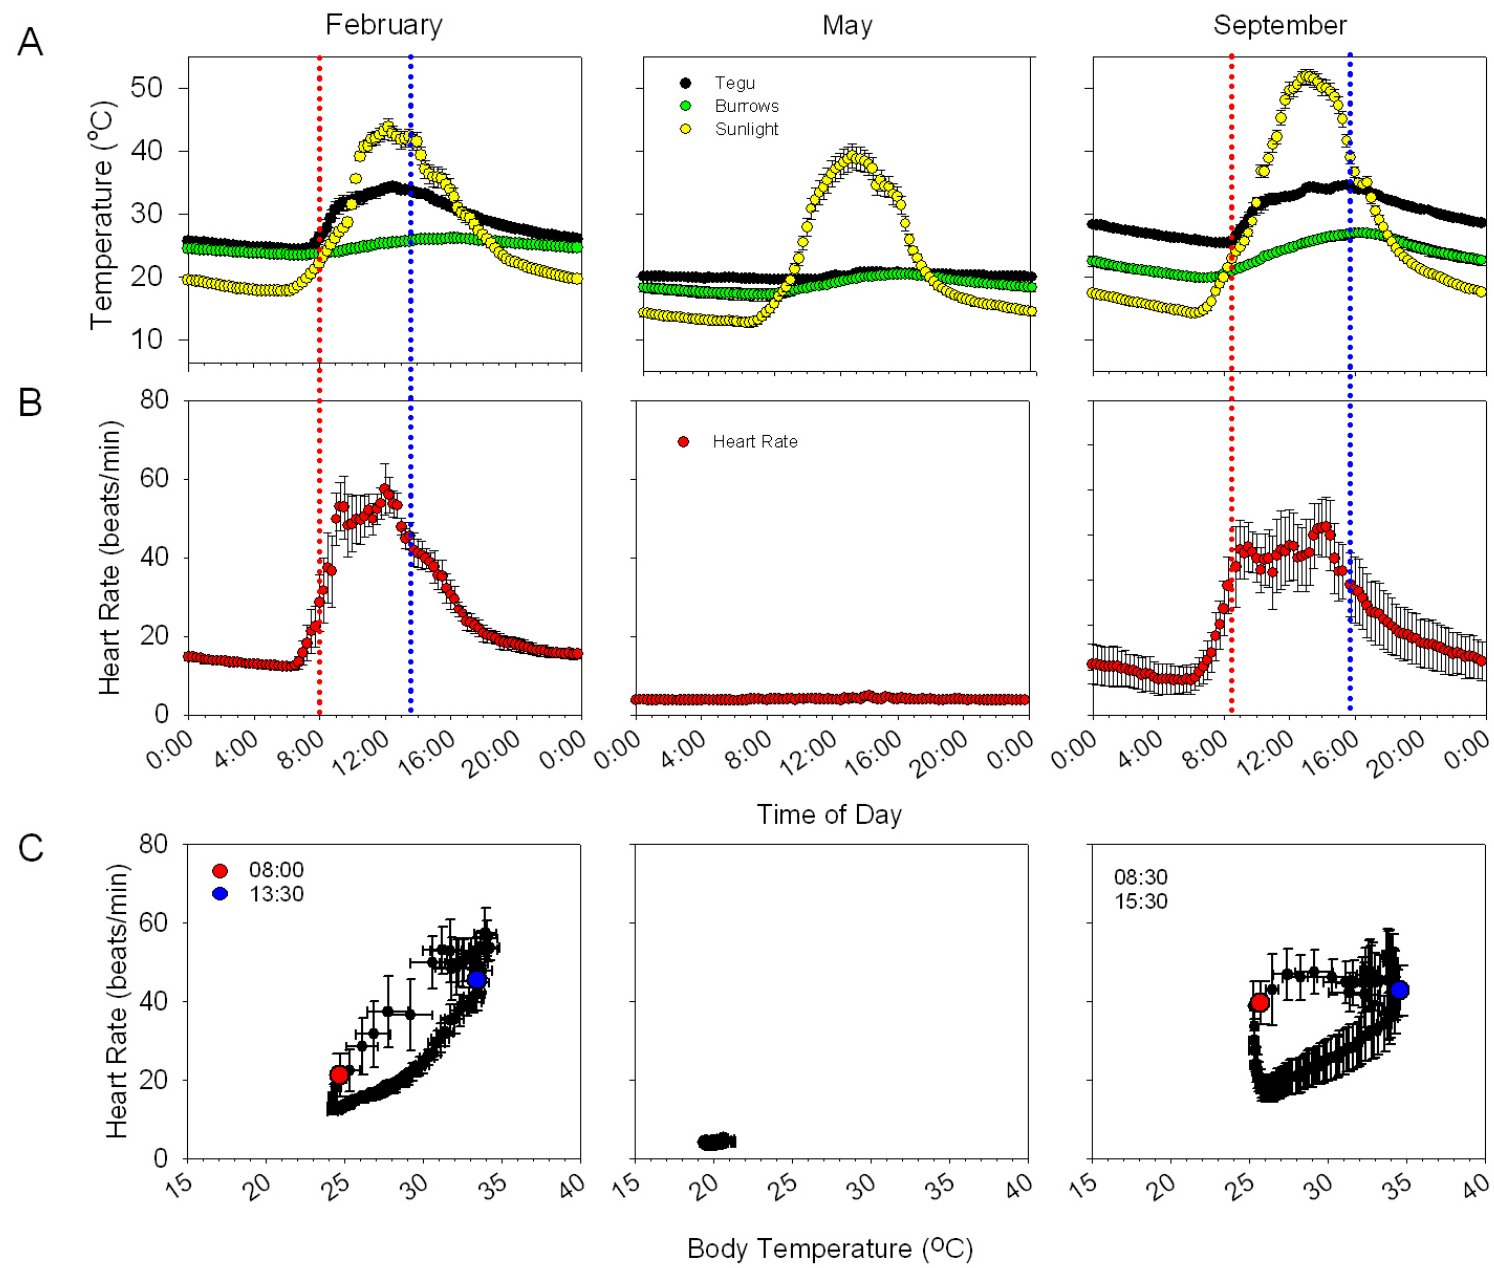 February May September
A
Temperature (ºC)
50
40
30
20
10
Tegu
Burrows
Sunlight
B
Heart Rate (beats/min)
80
60
40
20
0
Heart Rate
0:00 4:00 8:00 12:00 16:00 20:00 0:00 0:00 4:00 8:00 12:00 16:00 20:00 0:00 0:00 4:00 8:00 12:00 16:00 20:00 0:00
Time of Day
C
Heart Rate (beats/min)
80
60
40
20
0
08:00
13:30
08:30
15:30
15 20 25 30 35 40 15 20 25 30 35 40 15 20 25 30 35 40
Body Temperature (ºC)